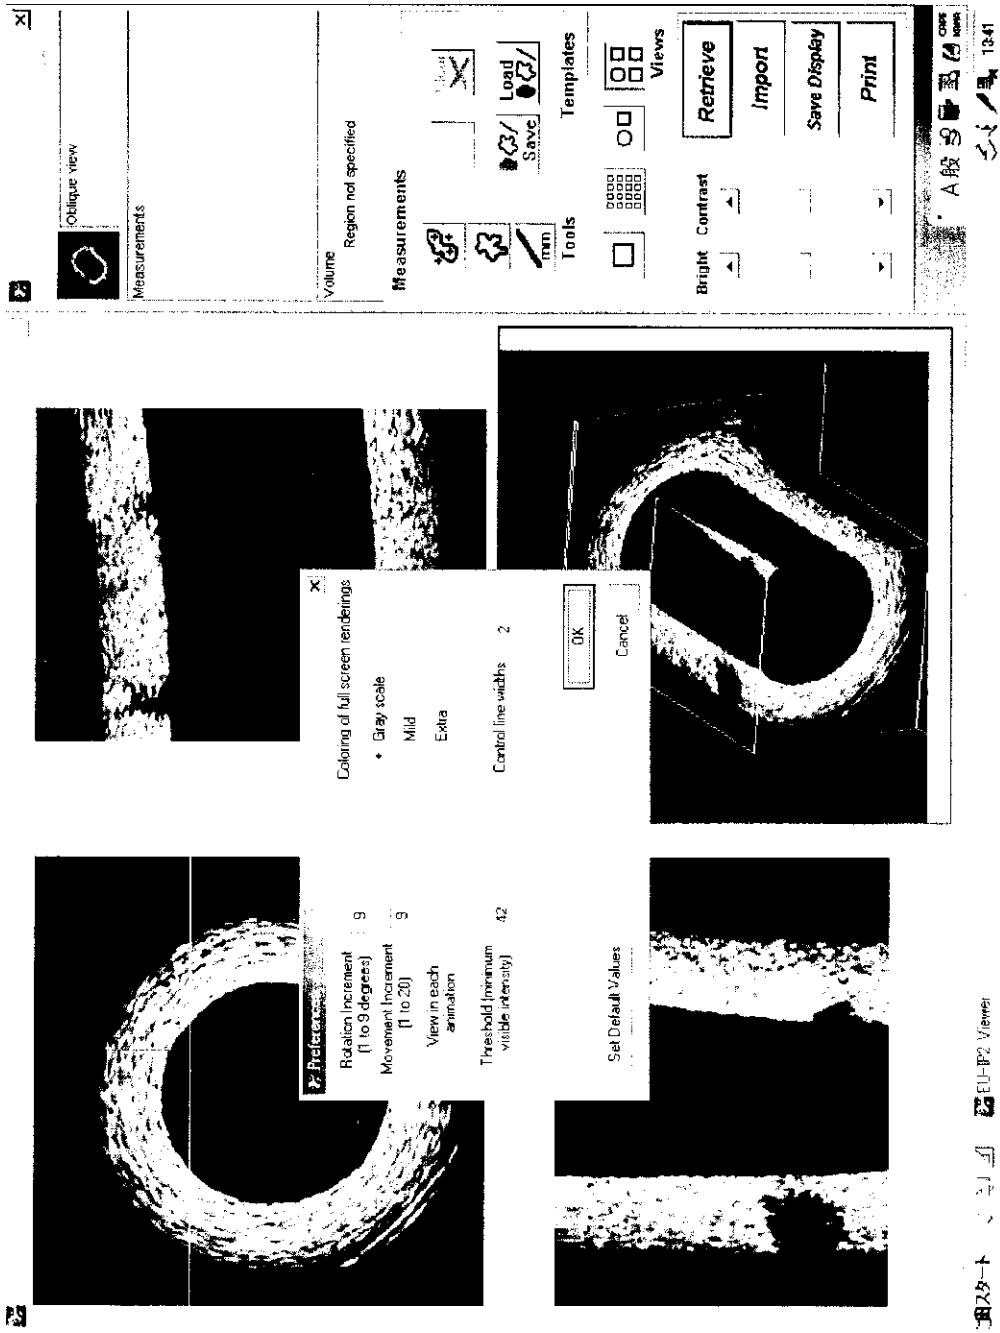 Preference
Rotation Increment
(1 to 9 degrees)
9
Movement Increment
(1 to 20)
9
View in each
animation
Threshold (minimum
visible intensity)
42
Set Default Values
Coloring of full screen renderings
Gray scale
Mild
Extra
Control line widths 2
OK
Cancel
Oblique view
Measurements
Volume
Region not specified
Measurements
mm
Tools
Save
Load
Templates
Views
Bright Contrast
Retrieve
Import
Save Display
Print
スタート
EU-IP2 Viewer
A 般
CAPS
KANA
13:41